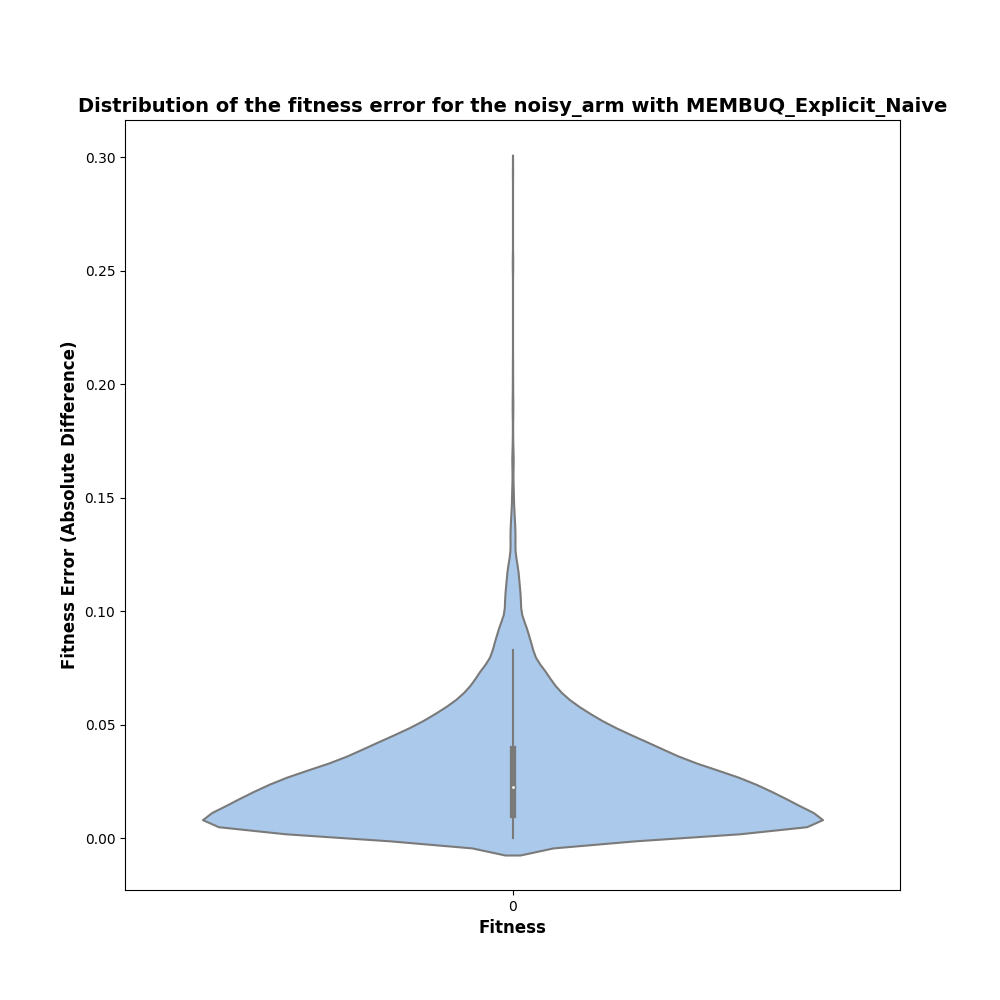 Distribution of the fitness error for the noisy_arm with MEMBUQ_Explicit_Naive
0.30
0.25
0.20
0.15
0.10
0.05
0.00
Fitness Error (Absolute Difference)
0
Fitness